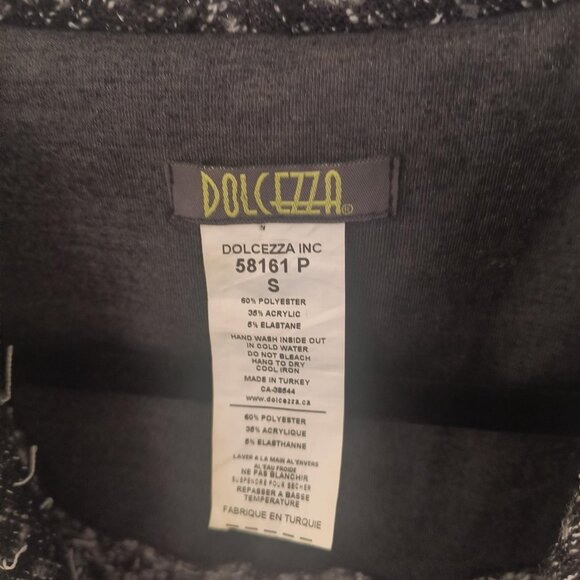 DOLCEZZA®
DOLCEZZA INC
58161 P
S
60% POLYESTER
35% ACRYLIC
5% ELASTANE
HAND WASH INSIDE OUT
IN COLD WATER
DO NOT BLEACH
HANG TO DRY
COOL IRON
MADE IN TURKEY
CA-38544
www.dolcezza.ca
60% POLYESTER
35% ACRYLIQUE
5% ELASTHANNE
LAVER A LA MAIN AL'ENVERS
AL'EAU FROIDE
NE PAS BLANCHIR
SUSPENDRE POUR SECHER
REPASSER A BASSE
TEMPERATURE
FABRIQUE EN TURQUIE